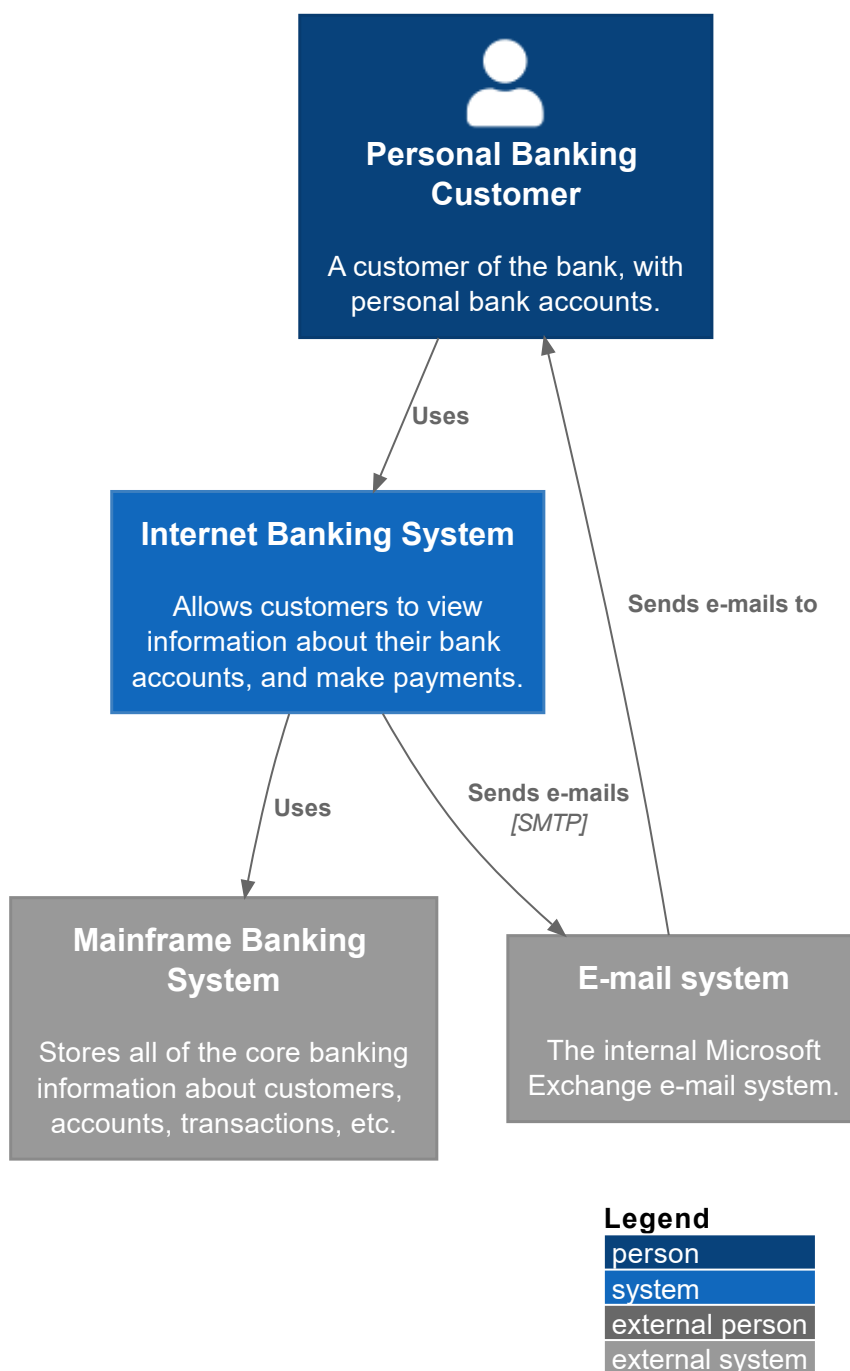 Personal Banking
Customer
A customer of the bank, with
personal bank accounts.
Uses
Internet Banking System
Allows customers to view
information about their bank
accounts, and make payments.
Sends e-mails to
Uses
Sends e-mails
[SMTP]
Mainframe Banking
System
Stores all of the core banking
information about customers,
accounts, transactions, etc.
E-mail system
The internal Microsoft
Exchange e-mail system.
Legend
person
system
external person
external system